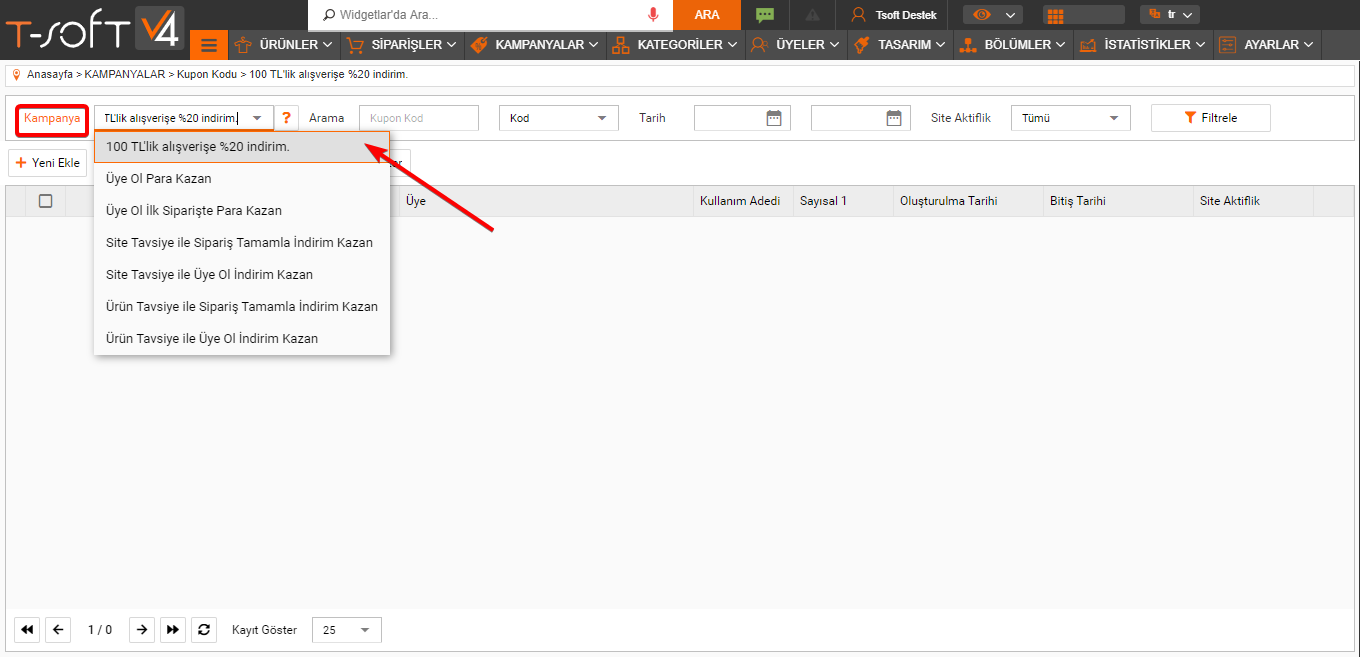 T-SOFT V4
Widgetlar'da Ara...
ARA
Tsoft Destek
tr
ÜRÜNLER
SİPARİŞLER
KAMPANYALAR
KATEGORİLER
ÜYELER
TASARIM
BÖLÜMLER
İSTATİSTİKLER
AYARLAR
Anasayfa > KAMPANYALAR > Kupon Kodu > 100 TL'lik alışverişe %20 indirim.
Kampanya
TL'lik alışverişe %20 indirim.
?
Arama
Kupon Kod
Kod
Tarih
Site Aktiflik
Tümü
Filtrele
100 TL'lik alışverişe %20 indirim.
Üye Ol Para Kazan
Üye Ol İlk Siparişte Para Kazan
Site Tavsiye ile Sipariş Tamamla İndirim Kazan
Site Tavsiye ile Üye Ol İndirim Kazan
Ürün Tavsiye ile Sipariş Tamamla İndirim Kazan
Ürün Tavsiye ile Üye Ol İndirim Kazan
+ Yeni Ekle
Üye
Kullanım Adedi
Sayısal 1
Oluşturulma Tarihi
Bitiş Tarihi
Site Aktiflik
1 / 0
Kayıt Göster
25